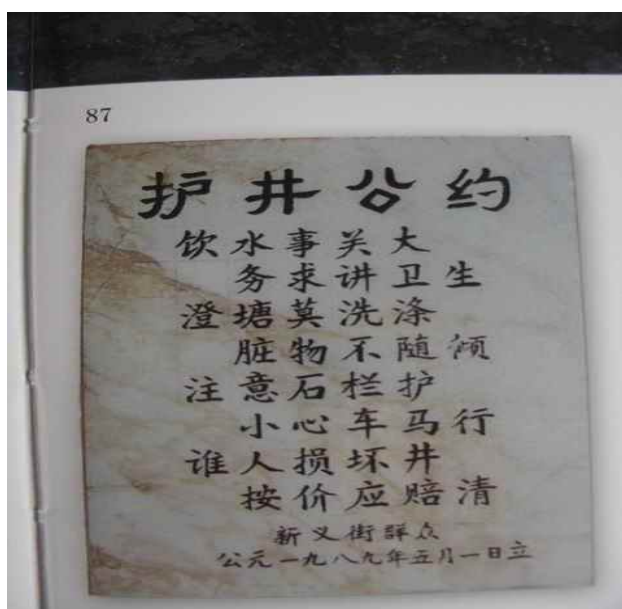 87
护井公约
饮水事关大
务求讲卫生
澄塘莫洗涤
脏物不随倾
注意石栏护
小心车马行
谁人损坏井
按价应赔清
新义街群众
公元一九八九年五月一日立